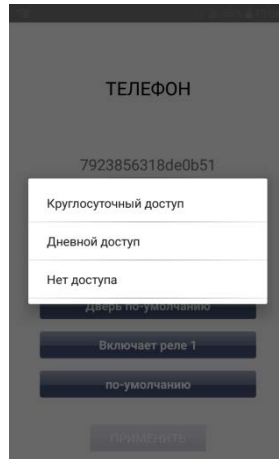 ТЕЛЕФОН
7923856318de0b51
Круглосуточный доступ
Дневной доступ
Нет доступа
Дверь по-умолчанию
Включает реле 1
по-умолчанию
ПРИМЕНИТЬ